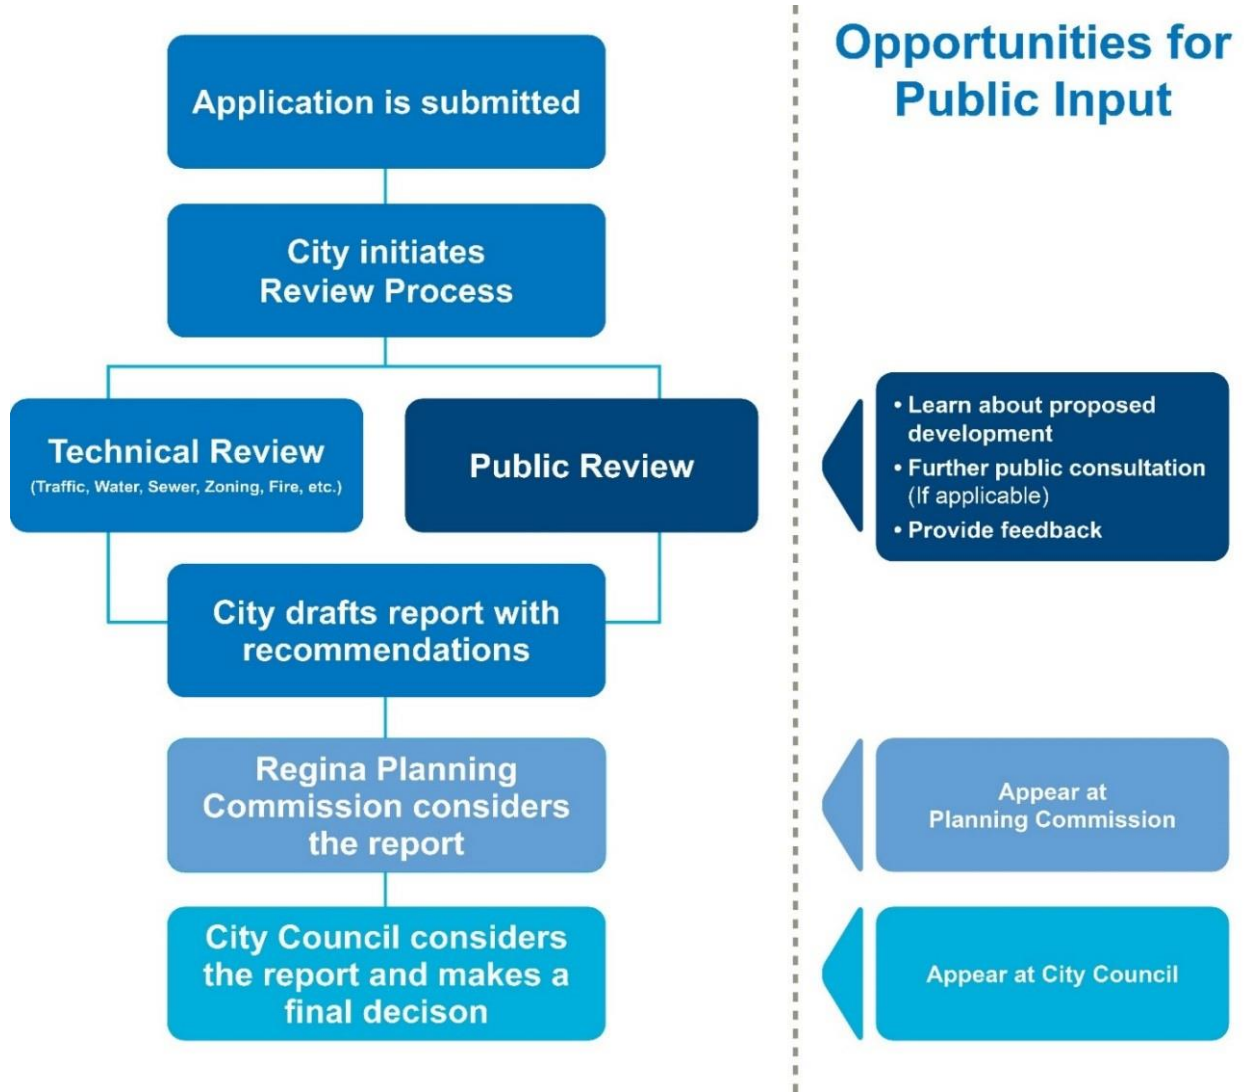 Opportunities for
Public Input
Application is submitted
City initiates
Review Process
Technical Review
(Traffic, Water, Sewer, Zoning, Fire, etc.)
Public Review
• Learn about proposed
development
• Further public consultation
(If applicable)
• Provide feedback
City drafts report with
recommendations
Regina Planning
Commission considers
the report
Appear at
Planning Commission
City Council considers
the report and makes a
final decison
Appear at City Council